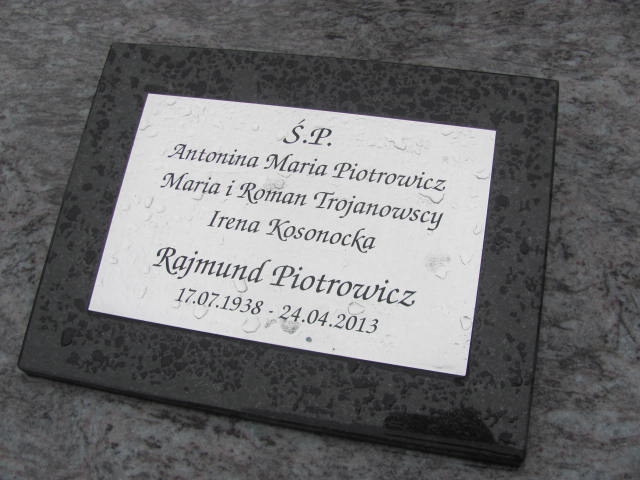 Ś.P.
Antonina Maria Piotrowicz
Maria i Roman Trojanowscy
Irena Kosonocka
Rajmund Piotrowicz
17.07.1938 - 24.04.2013